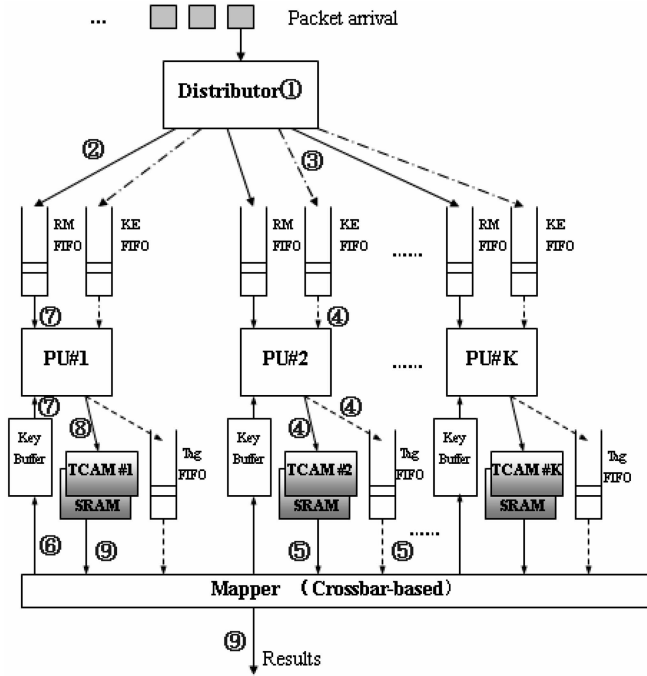 ... Packet arrival
Distributor①
② ③
RM FIFO KE FIFO RM FIFO KE FIFO ...... RM FIFO KE FIFO
⑦ ④
PU#1 PU#2 ...... PU#K
⑦ ⑧ ④ ④
Key Buffer TCAM #1 SRAM Tag FIFO Key Buffer TCAM #2 SRAM Tag FIFO Key Buffer TCAM #K SRAM Tag FIFO
⑥ ⑨ ⑤ ⑤ ......
Mapper （Crossbar-based）
⑨
Results